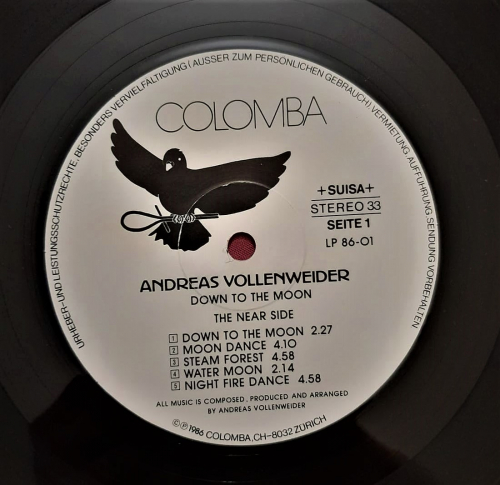 URHEBER-UND LEISTUNGSSCHUTZRECHTE, BESONDERS VERVIELFALTIGUNG (AUSSER ZUM PERSÖNLICHEN GEBRAUCH) VERMIETUNG AUFFÜHRUNG SENDUNG VORBEHALTEN
COLOMBA
+SUISA+
STEREO 33
SEITE 1
LP 86-01
ANDREAS VOLLENWEIDER
DOWN TO THE MOON
THE NEAR SIDE
1 DOWN TO THE MOON 2.27
2 MOON DANCE 4.10
3 STEAM FOREST 4.58
4 WATER MOON 2.14
5 NIGHT FIRE DANCE 4.58
ALL MUSIC IS COMPOSED. PRODUCED AND ARRANGED
BY ANDREAS VOLLENWEIDER
©℗1986 COLOMBA, CH-8032 ZÜRICH